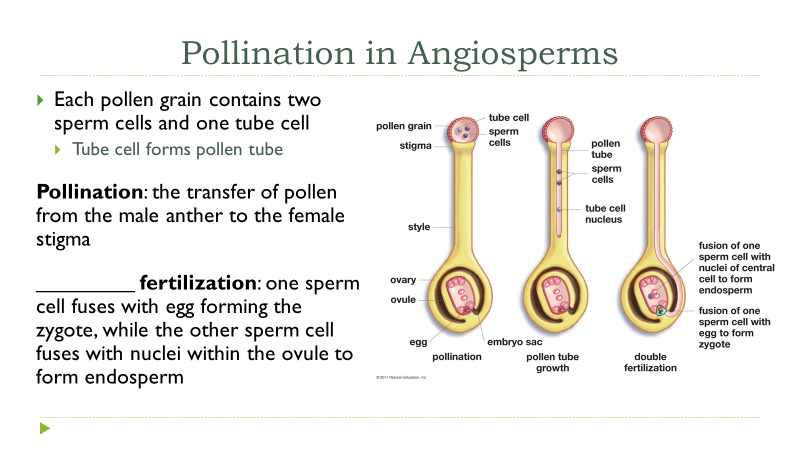 Pollination in Angiosperms
Each pollen grain contains two
sperm cells and one tube cell
Tube cell forms pollen tube
Pollination: the transfer of pollen
from the male anther to the female
stigma
_________ fertilization: one sperm
cell fuses with egg forming the
zygote, while the other sperm cell
fuses with nuclei within the ovule to
form endosperm
pollen grain
stigma
tube cell
sperm
cells
style
ovary
ovule
egg
embryo sac
pollination
pollen
tube
sperm
cells
tube cell
nucleus
pollen tube
growth
fusion of one
sperm cell with
nuclei of central
cell to form
endosperm
fusion of one
sperm cell with
egg to form
zygote
double
fertilization
© 2011 Pearson Education, Inc.